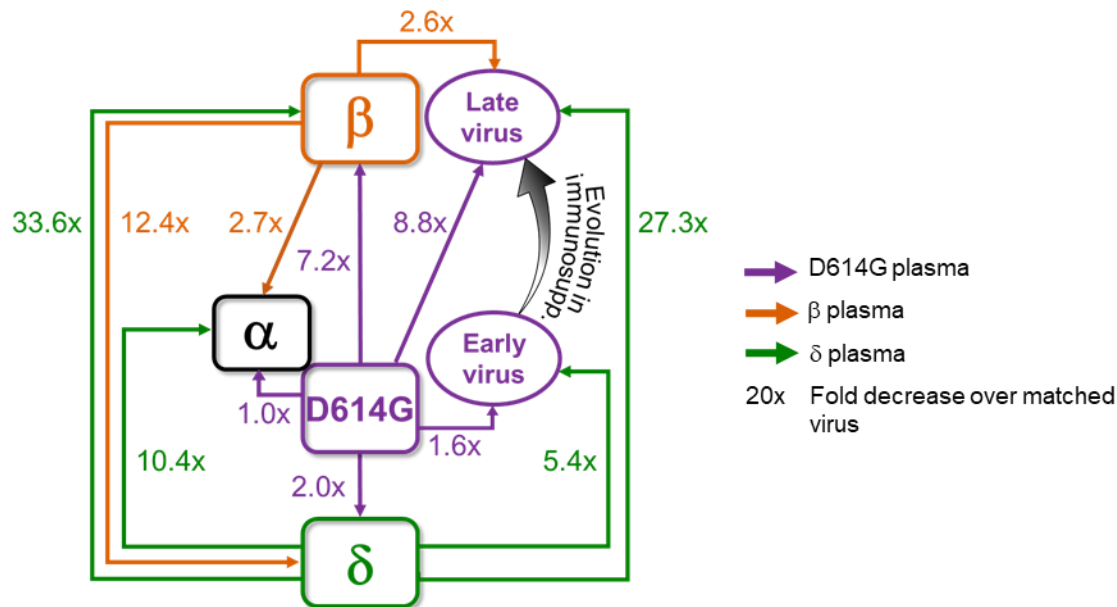 2.6x
β
Late
virus
33.6x
12.4x
2.7x
7.2x
8.8x
Evolution in
immunosupp.
27.3x
α
Early
virus
D614G
1.0x
1.6x
10.4x
2.0x
5.4x
δ
D614G plasma
β plasma
δ plasma
20x Fold decrease over matched
virus